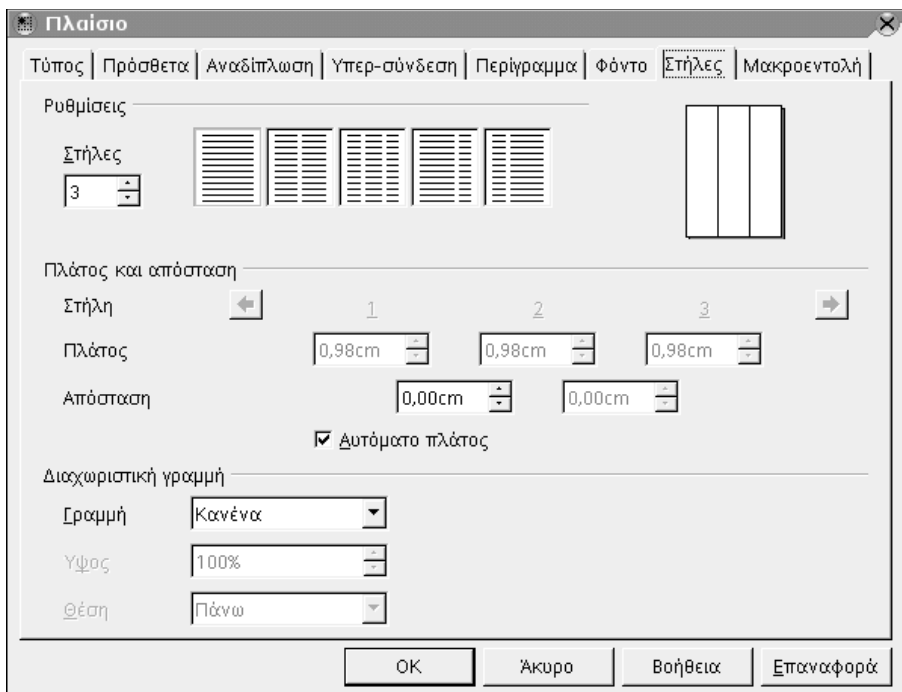 Πλαίσιο
Τύπος Πρόσθετα Αναδίπλωση Υπερ-σύνδεση Περίγραμμα Φόντο Στήλες Μακροεντολή
Ρυθμίσεις
Στήλες
3
Πλάτος και απόσταση
Στήλη 1 2 3
Πλάτος 0,98cm 0,98cm 0,98cm
Απόσταση 0,00cm 0,00cm
Αυτόματο πλάτος
Διαχωριστική γραμμή
Γραμμή Κανένα
Υψος 100%
Θέση Πάνω
OK Άκυρο Βοήθεια Επαναφορά